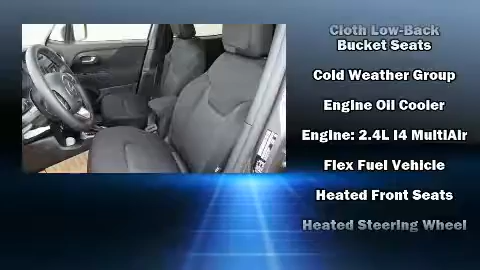 Cloth Low-Back
Bucket Seats
Cold Weather Group
Engine Oil Cooler
Engine: 2.4L I4 MultiAir
Flex Fuel Vehicle
Heated Front Seats
Heated Steering Wheel